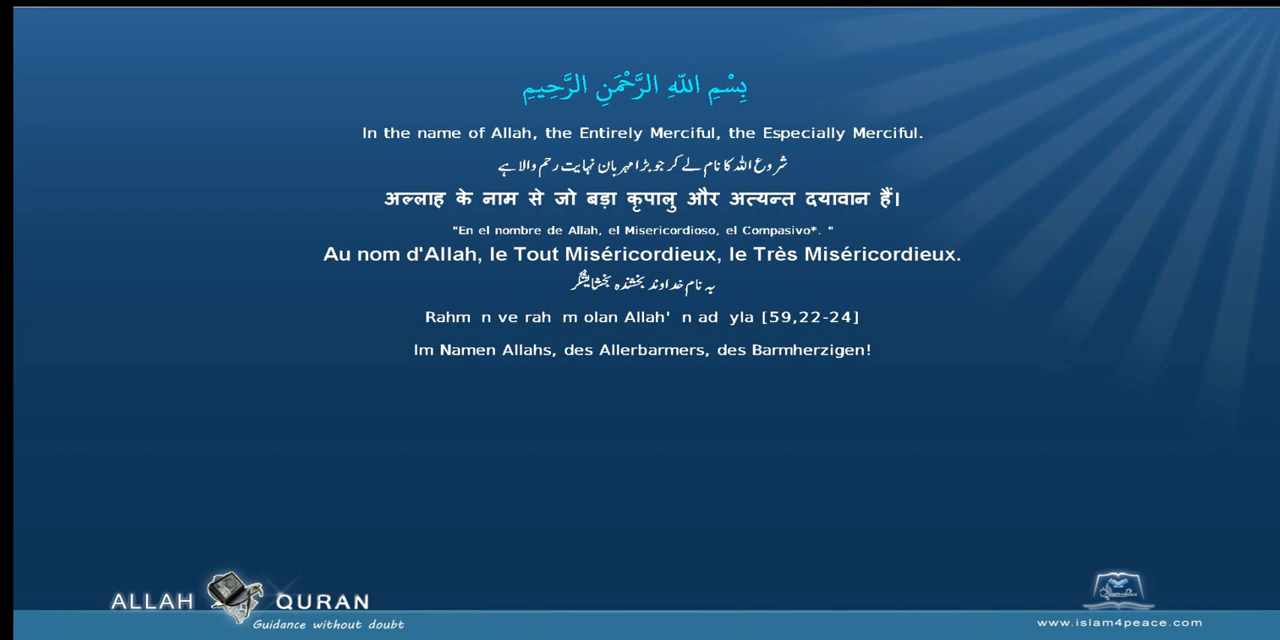 بِسْمِ اللّهِ الرَّحْمَنِ الرَّحِيمِ
In the name of Allah, the Entirely Merciful, the Especially Merciful.
شروع الله کا نام لے کر جو بڑا مہربان نہایت رحم والا ہے
अल्लाह के नाम से जो बड़ा कृपालु और अत्यन्त दयावान हैं।
"En el nombre de Allah, el Misericordioso, el Compasivo*. "
Au nom d'Allah, le Tout Miséricordieux, le Très Miséricordieux.
به نام خداوند بخشنده بخشایشگر
Rahm n ve rah m olan Allah' n ad yla [59,22-24]
Im Namen Allahs, des Allerbarmers, des Barmherzigen!
ALLAH QURAN
Guidance without doubt
www.islam4peace.com